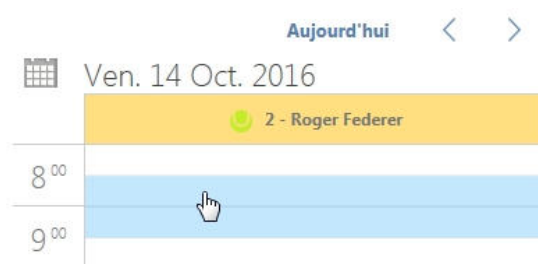 Aujourd'hui
Ven. 14 Oct. 2016
2 - Roger Federer
8 00
9 00